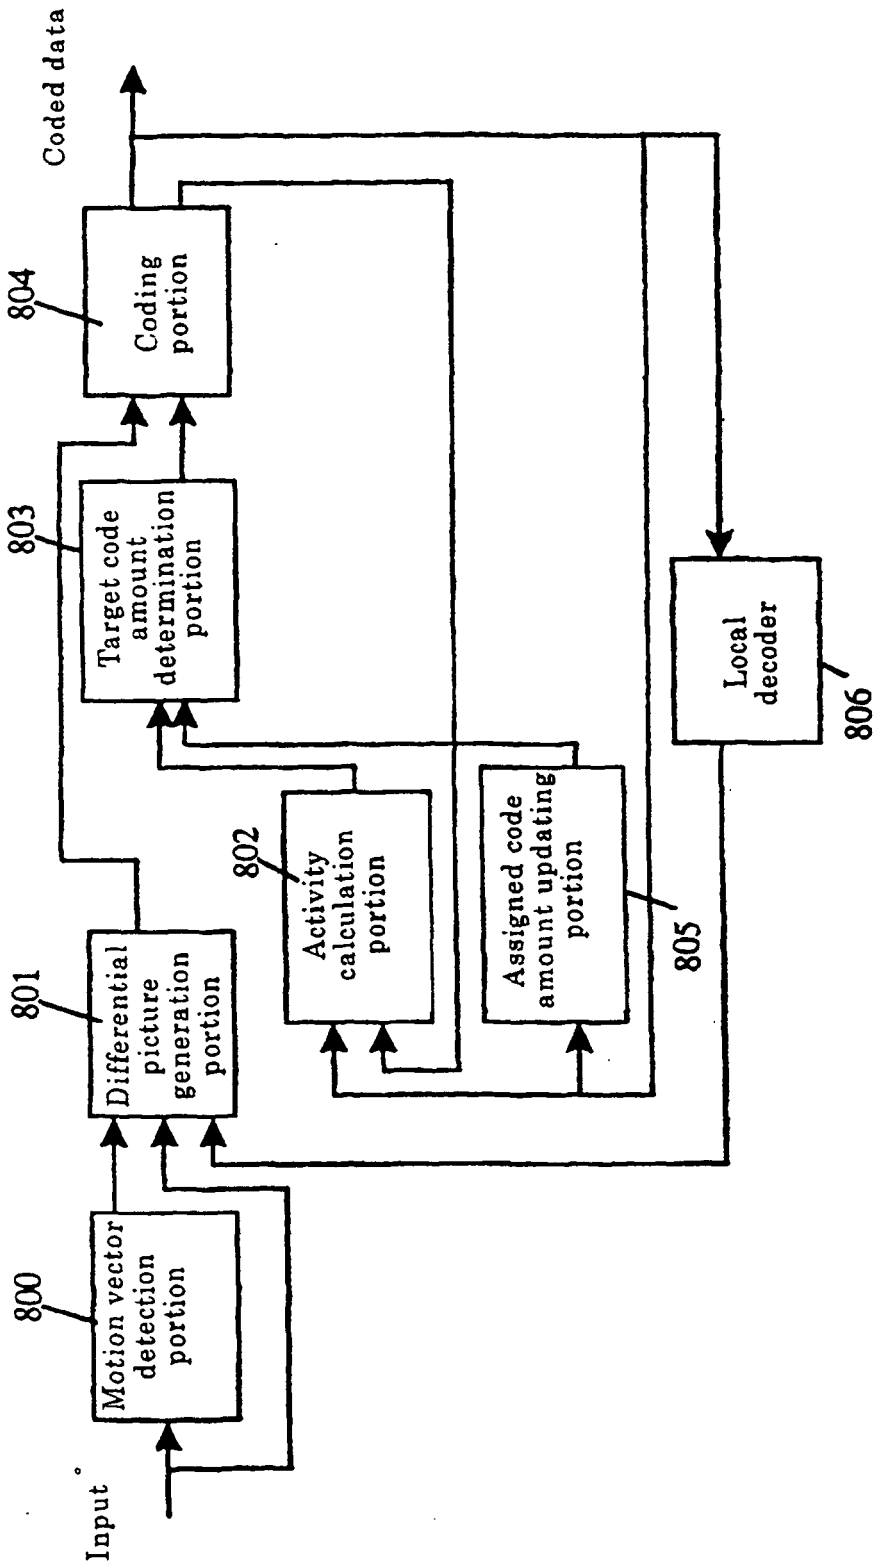 Input
800
Motion vector
detection
portion
801
Differential
picture
generation
portion
802
Activity
calculation
portion
803
Target code
amount
determination
portion
804
Coding
portion
Coded data
805
Assigned code
amount updating
portion
806
Local
decoder